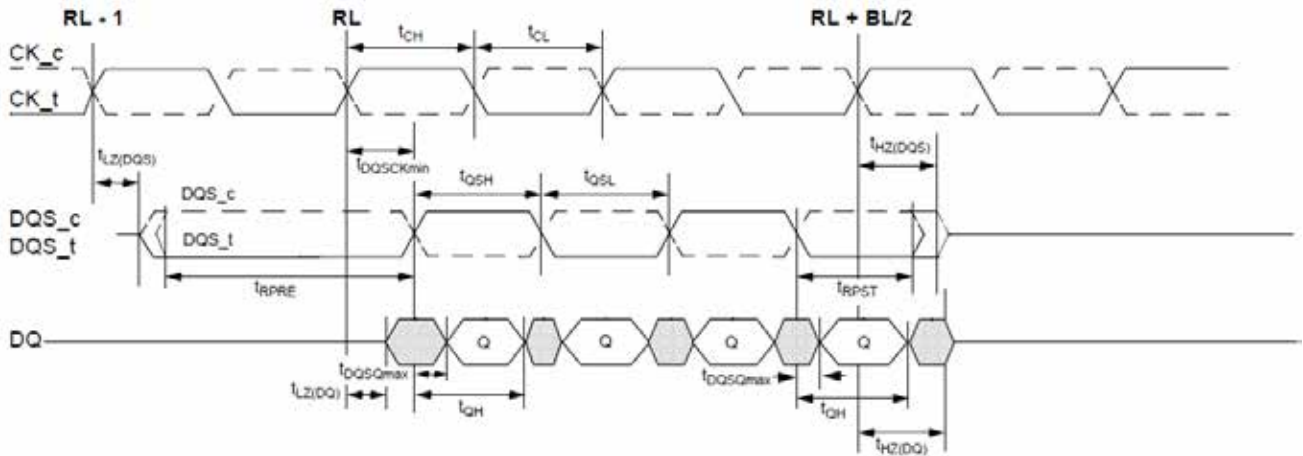 RL - 1 RL RL + BL/2
tCH tCL
CK_c
CK_t
tLZ(DQS) tDQSCKmin tHZ(DQS)
DQS_c tQSH tQSL
DQS_c
DQS_t DQS_t
tRPRE tRPST
DQ Q Q Q Q
tDQSQmax tDQSQmax
tLZ(DQ) tQH tQH
tHZ(DQ)